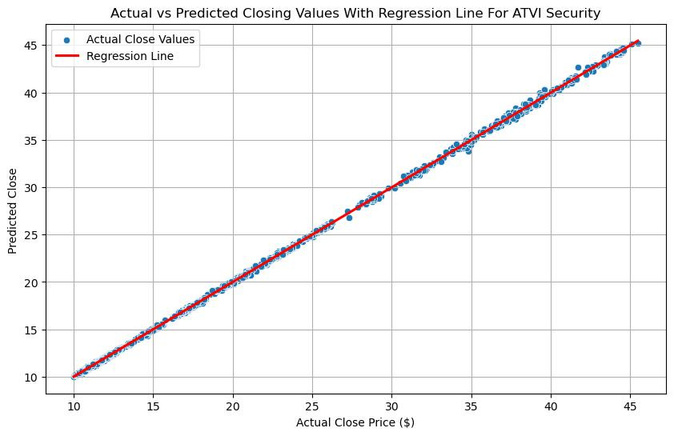 Actual vs Predicted Closing Values With Regression Line For ATVI Security
Actual Close Values
Regression Line
45
40
35
30
25
20
15
10
Predicted Close
10 15 20 25 30 35 40 45
Actual Close Price ($)